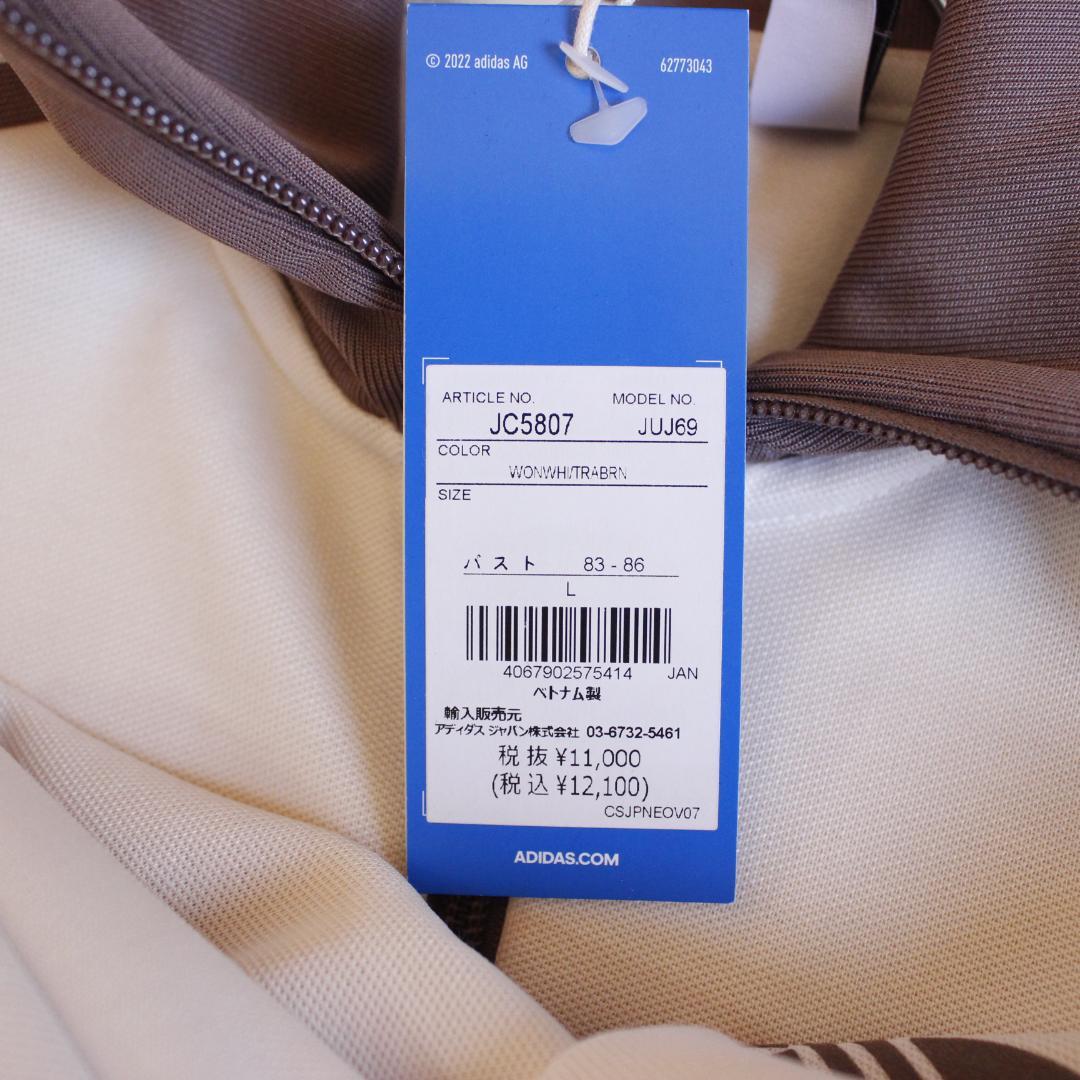 © 2022 adidas AG 62773043
ARTICLE NO. MODEL NO.
JC5807 JUJ69
COLOR
WONWHI/TRABRN
SIZE
バスト 83 - 86
L
4067902575414 JAN
ベトナム製
輸入販売元
アディダス ジャパン株式会社 03-6732-5461
税抜 ¥11,000
(税込 ¥12,100)
CSJPNEOV07
ADIDAS.COM